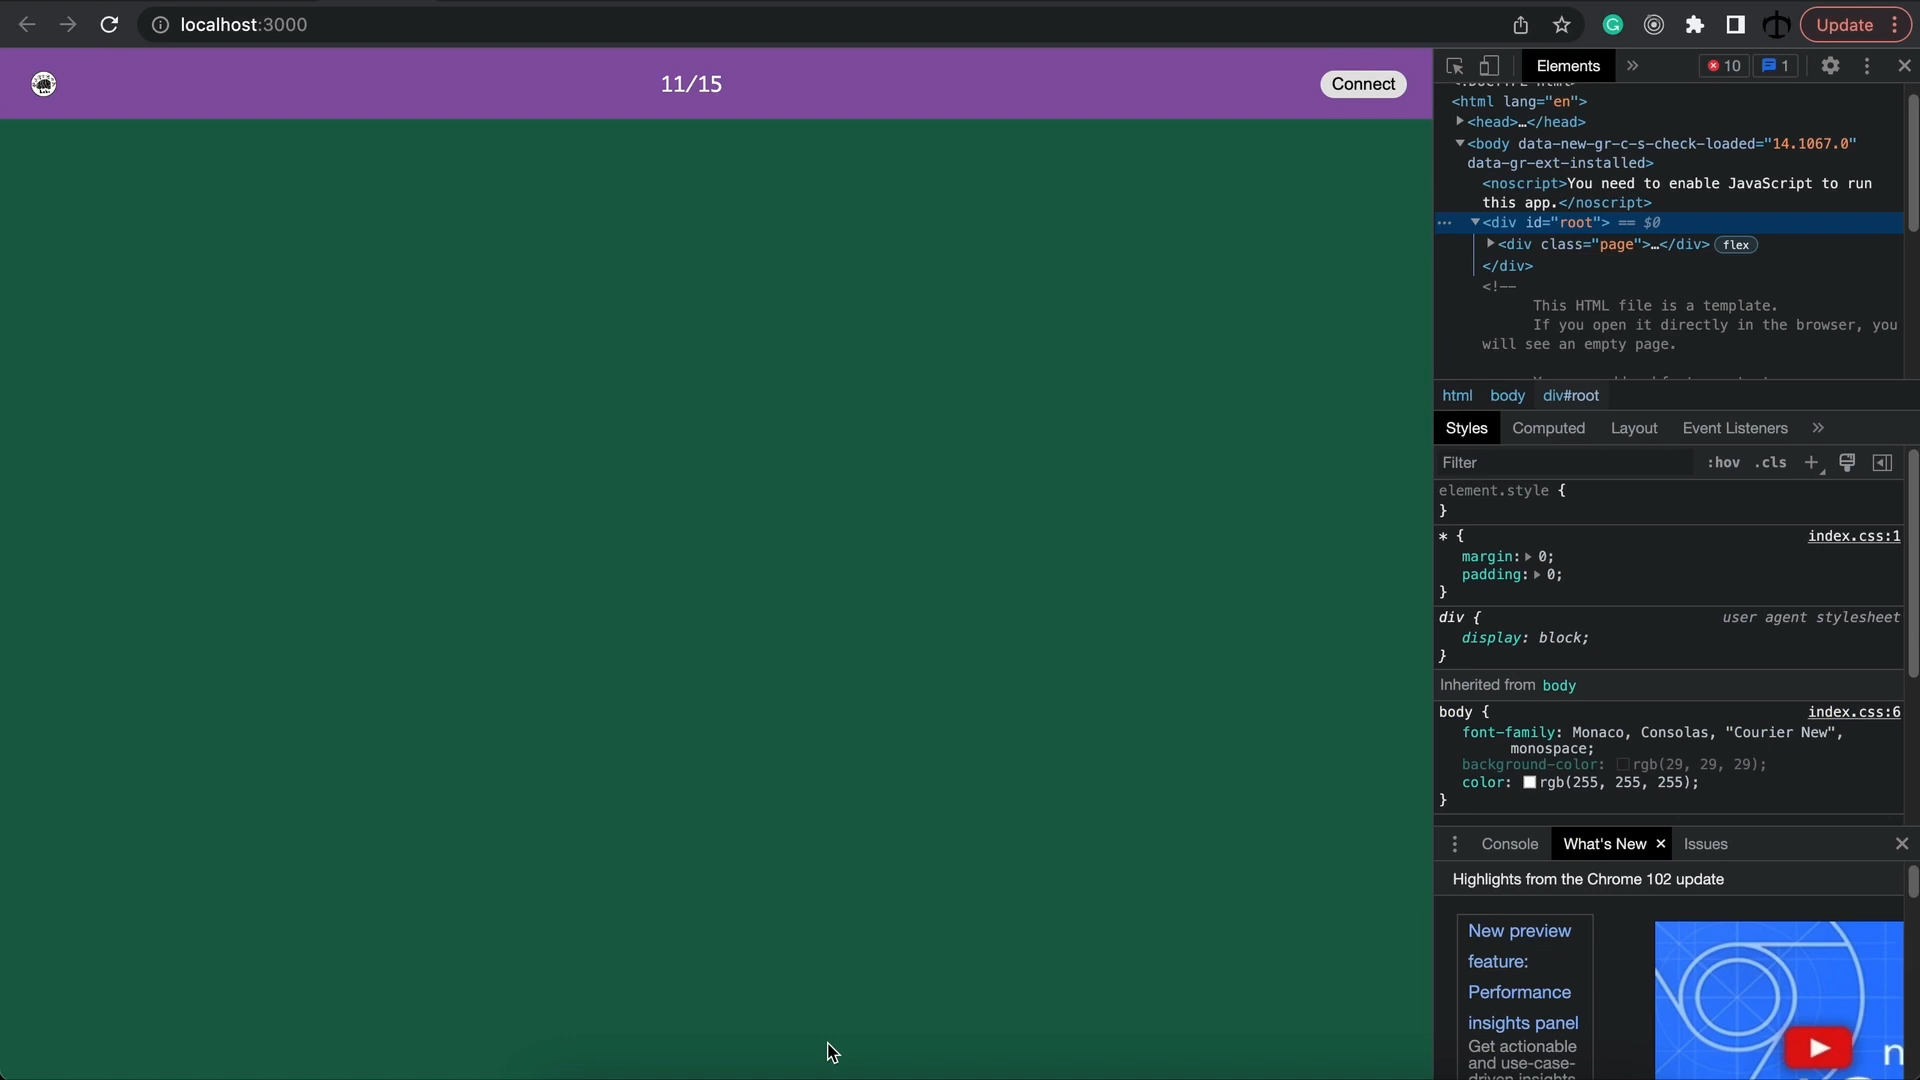 localhost:3000
Update
11/15
Connect
Elements
10
1
<html lang="en">
<head>…</head>
<body data-new-gr-c-s-check-loaded="14.1067.0"
data-gr-ext-installed>
<noscript>You need to enable JavaScript to run
this app.</noscript>
<div id="root"> == $0
<div class="page">…</div> flex
</div>
<!--
This HTML file is a template.
If you open it directly in the browser, you
will see an empty page.
html body div#root
Styles Computed Layout Event Listeners
Filter :hov .cls
element.style {
}
* { index.css:1
margin: 0;
padding: 0;
}
div { user agent stylesheet
display: block;
}
Inherited from body
body { index.css:6
font-family: Monaco, Consolas, "Courier New",
monospace;
background-color: rgb(29, 29, 29);
color: rgb(255, 255, 255);
}
Console What's New × Issues
Highlights from the Chrome 102 update
New preview
feature:
Performance
insights panel
Get actionable
and use-case-
driven insights
n